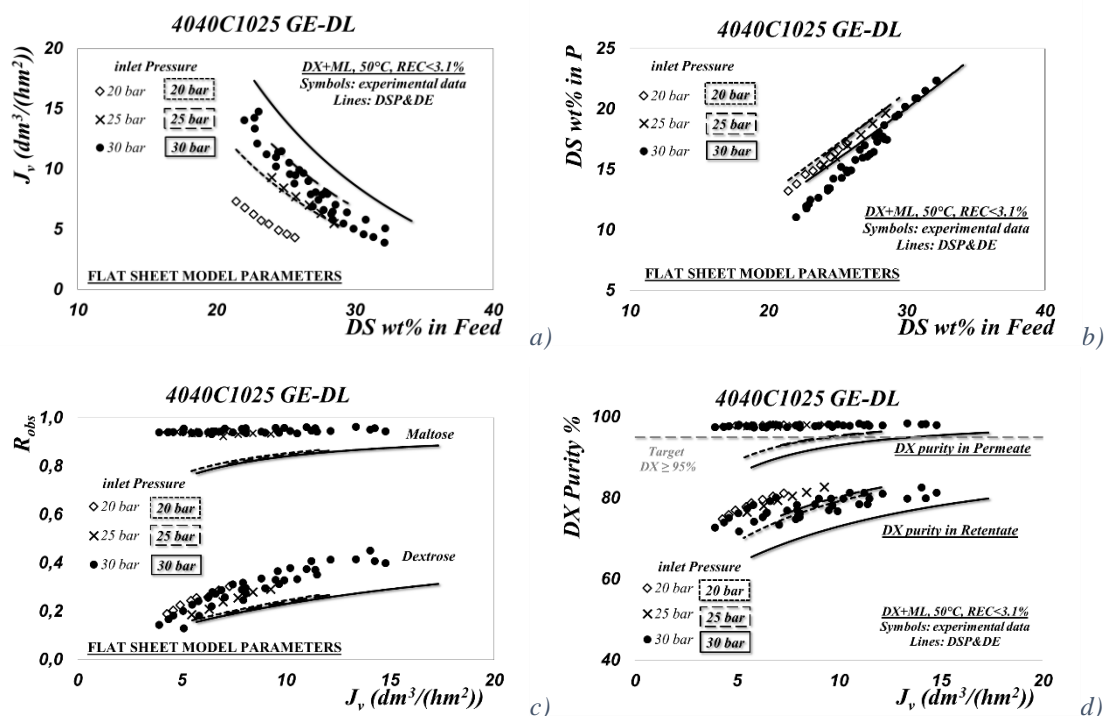 4040C1025 GE-DL
J_v (dm³/(hm²))
20
15
10
5
0
inlet Pressure
20 bar 20 bar
25 bar 25 bar
30 bar 30 bar
DX+ML, 50°C, REC<3.1%
Symbols: experimental data
Lines: DSP&DE
FLAT SHEET MODEL PARAMETERS
10 20 30 40
DS wt% in Feed
a)
4040C1025 GE-DL
DS wt% in P
25
20
15
10
5
inlet Pressure
20 bar 20 bar
25 bar 25 bar
30 bar 30 bar
DX+ML, 50°C, REC<3.1%
Symbols: experimental data
Lines: DSP&DE
FLAT SHEET MODEL PARAMETERS
10 20 30 40
DS wt% in Feed
b)
4040C1025 GE-DL
R_obs
1,0
0,8
0,6
0,4
0,2
0,0
Maltose
inlet Pressure
20 bar 20 bar
25 bar 25 bar
30 bar 30 bar
Dextrose
FLAT SHEET MODEL PARAMETERS
0 5 10 15 20
J_v (dm³/(hm²))
c)
4040C1025 GE-DL
DX Purity %
100
80
60
40
Target
DX ≥ 95%
DX purity in Permeate
DX purity in Retentate
inlet Pressure
20 bar 20 bar
25 bar 25 bar
30 bar 30 bar
DX+ML, 50°C, REC<3.1%
Symbols: experimental data
Lines: DSP&DE
0 5 10 15 20
J_v (dm³/(hm²))
d)